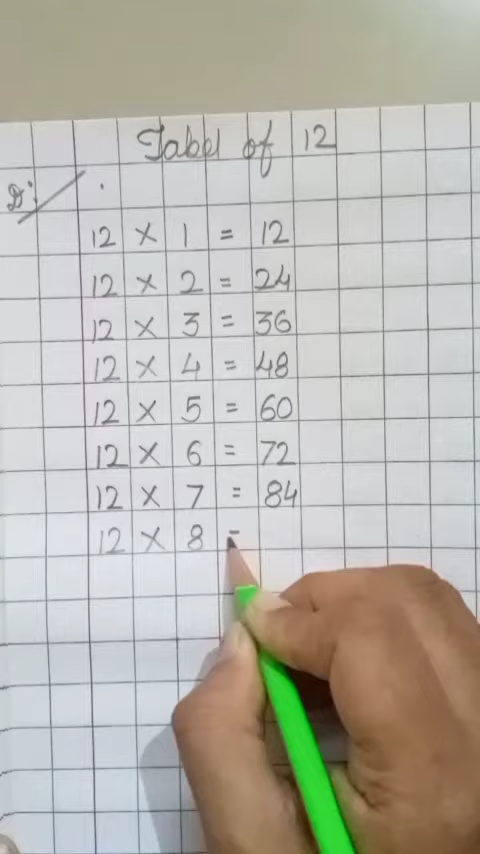 Tabel of 12
D:
12 × 1 = 12
12 × 2 = 24
12 × 3 = 36
12 × 4 = 48
12 × 5 = 60
12 × 6 = 72
12 × 7 = 84
12 × 8 =